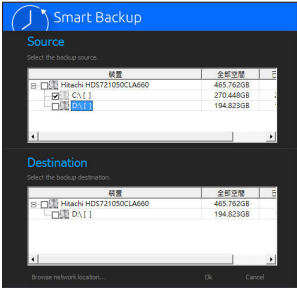 Smart Backup
Source
Select the backup source.
裝置 全部空間
Hitachi HDS721050CLA660 465.762GB
C:\ [ ] 270.448GB
D:\ [ ] 194.823GB
Destination
Select the backup destination.
裝置 全部空間
Hitachi HDS721050CLA660 465.762GB
D:\ [ ] 194.823GB
Browse network location... Ok Cancel